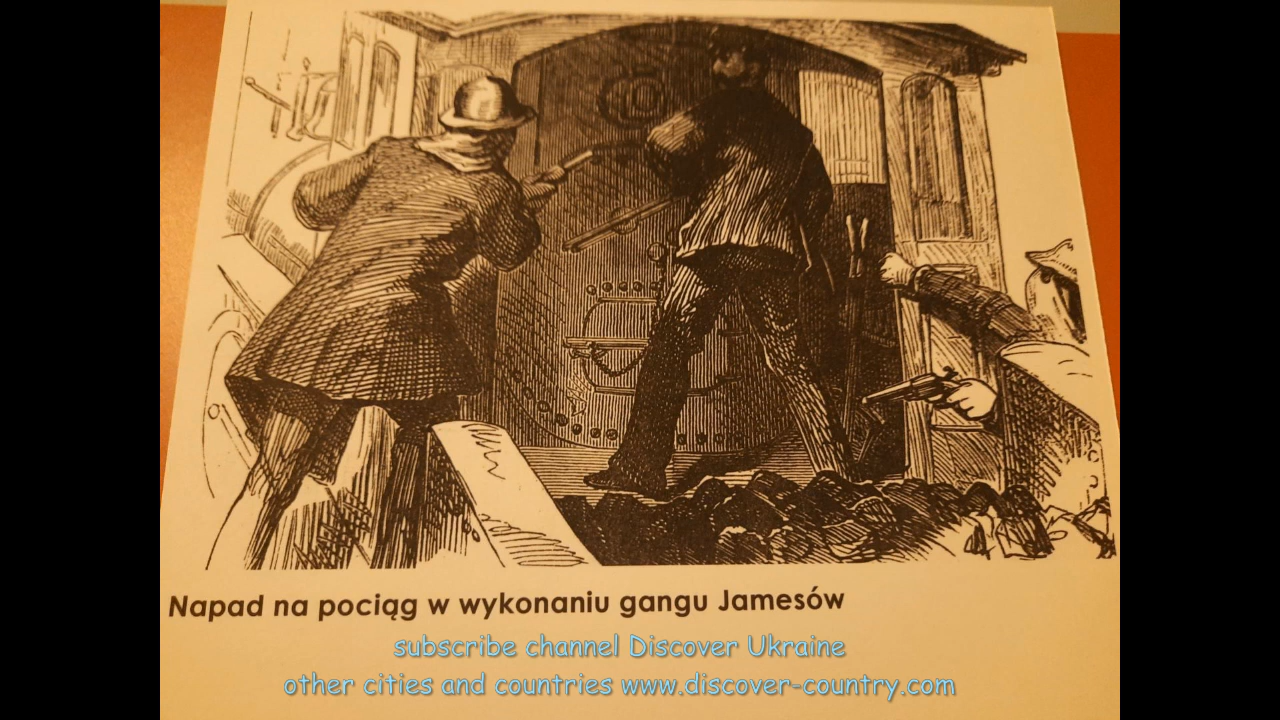 Napad na pociąg w wykonaniu gangu Jamesów
subscribe channel Discover Ukraine
other cities and countries www.discover-country.com